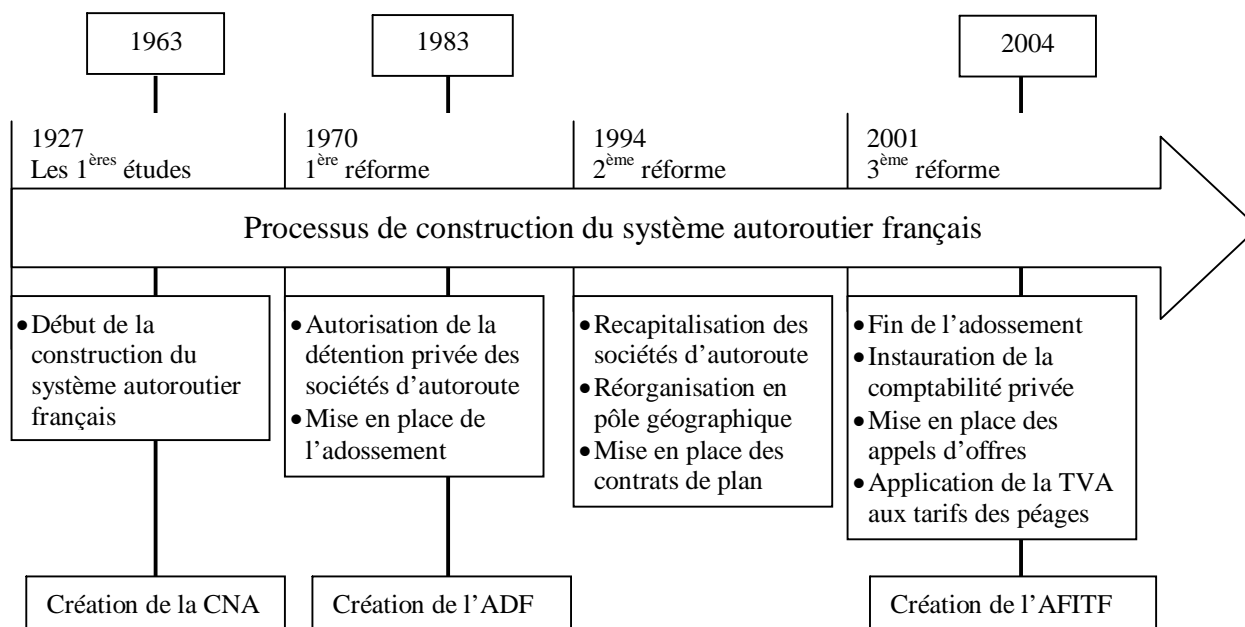 1963
1983
2004
1927
Les 1ères études
1970
1ère réforme
1994
2ème réforme
2001
3ème réforme
Processus de construction du système autoroutier français
•Début de la
construction du
système autoroutier
français
•Autorisation de la
détention privée des
sociétés d’autoroute
•Mise en place de
l’adossement
•Recapitalisation des
sociétés d’autoroute
•Réorganisation en
pôle géographique
•Mise en place des
contrats de plan
•Fin de l’adossement
•Instauration de la
comptabilité privée
•Mise en place des
appels d’offres
•Application de la TVA
aux tarifs des péages
Création de la CNA
Création de l’ADF
Création de l’AFITF